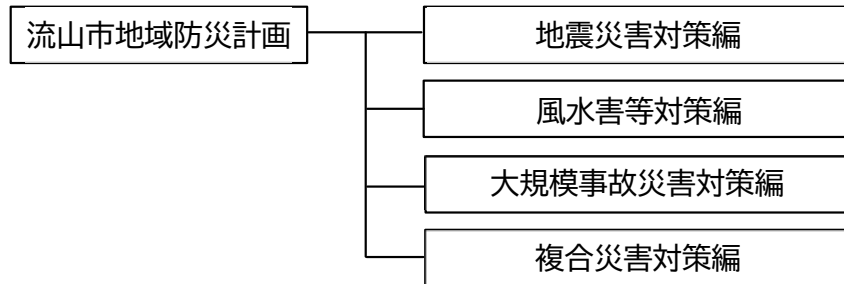 流山市地域防災計画
地震災害対策編
風水害等対策編
大規模事故災害対策編
複合災害対策編